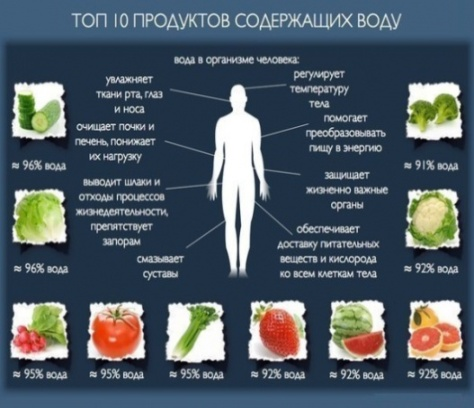 ТОП 10 ПРОДУКТОВ СОДЕРЖАЩИХ ВОДУ
вода в организме человека:
увлажняет
ткани рта, глаз
и носа
очищает почки и
печень, понижает
их нагрузку
выводит шлаки и
отходы процессов
жизнедеятельности,
препятствует
запорам
смазывает
суставы
регулирует
температуру
тела
помогает
преобразовывать
пищу в энергию
защищает
жизненно важные
органы
обеспечивает
доставку питательных
веществ и кислорода
ко всем клеткам тела
≈ 96% вода
≈ 96% вода
≈ 91% вода
≈ 92% вода
≈ 95% вода
≈ 95% вода
≈ 95% вода
≈ 92% вода
≈ 92% вода
≈ 92% вода